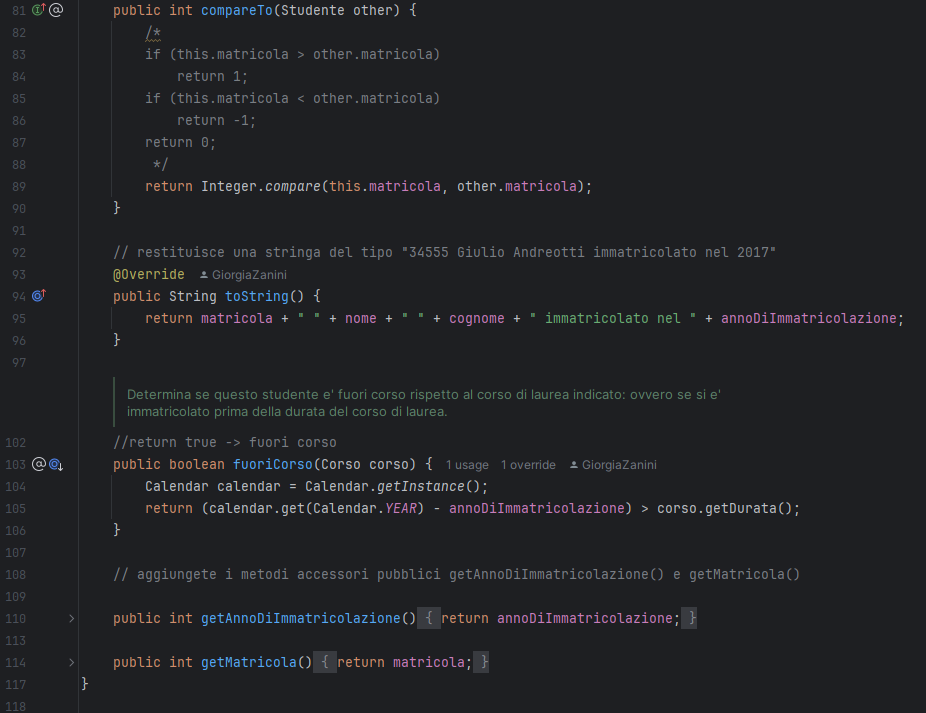 81 public int compareTo(Studente other) {
82 /*
83 if (this.matricola > other.matricola)
84 return 1;
85 if (this.matricola < other.matricola)
86 return -1;
87 return 0;
88 */
89 return Integer.compare(this.matricola, other.matricola);
90 }
91
92 // restituisce una stringa del tipo "34555 Giulio Andreotti immatricolato nel 2017"
93 @Override GiorgiaZanini
94 public String toString() {
95 return matricola + " " + nome + " " + cognome + " immatricolato nel " + annoDiImmatricolazione;
96 }
97
Determina se questo studente e' fuori corso rispetto al corso di laurea indicato: ovvero se si e'
immatricolato prima della durata del corso di laurea.
102 //return true -> fuori corso
103 public boolean fuoriCorso(Corso corso) { 1 usage 1 override GiorgiaZanini
104 Calendar calendar = Calendar.getInstance();
105 return (calendar.get(Calendar.YEAR) - annoDiImmatricolazione) > corso.getDurata();
106 }
107
108 // aggiungete i metodi accessori pubblici getAnnoDiImmatricolazione() e getMatricola()
109
110 public int getAnnoDiImmatricolazione() { return annoDiImmatricolazione; }
113
114 public int getMatricola() { return matricola; }
117 }
118